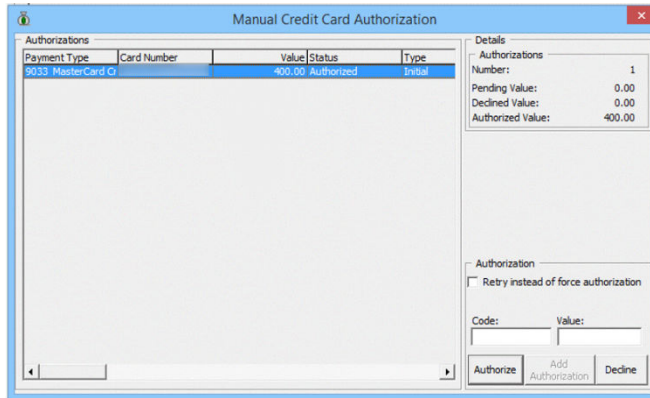 Manual Credit Card Authorization
Authorizations
Payment Type Card Number Value Status Type
9033 MasterCard Cr 400.00 Authorized Initial
Details
Authorizations
Number: 1
Pending Value: 0.00
Declined Value: 0.00
Authorized Value: 400.00
Authorization
Retry instead of force authorization
Code: Value:
Authorize Add Authorization Decline